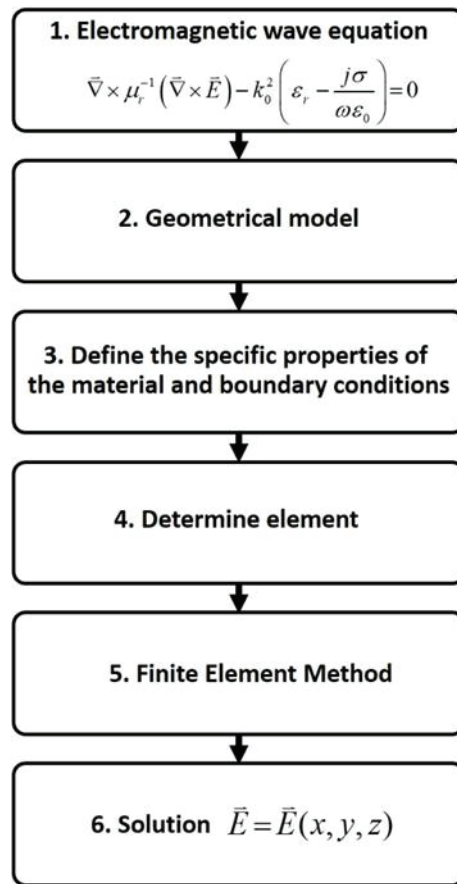 1. Electromagnetic wave equation
∇⃗ × μᵣ⁻¹ (∇⃗ × E⃗) − k₀² (εᵣ − jσ/ωε₀) = 0
2. Geometrical model
3. Define the specific properties of
the material and boundary conditions
4. Determine element
5. Finite Element Method
6. Solution E⃗ = E⃗(x, y, z)